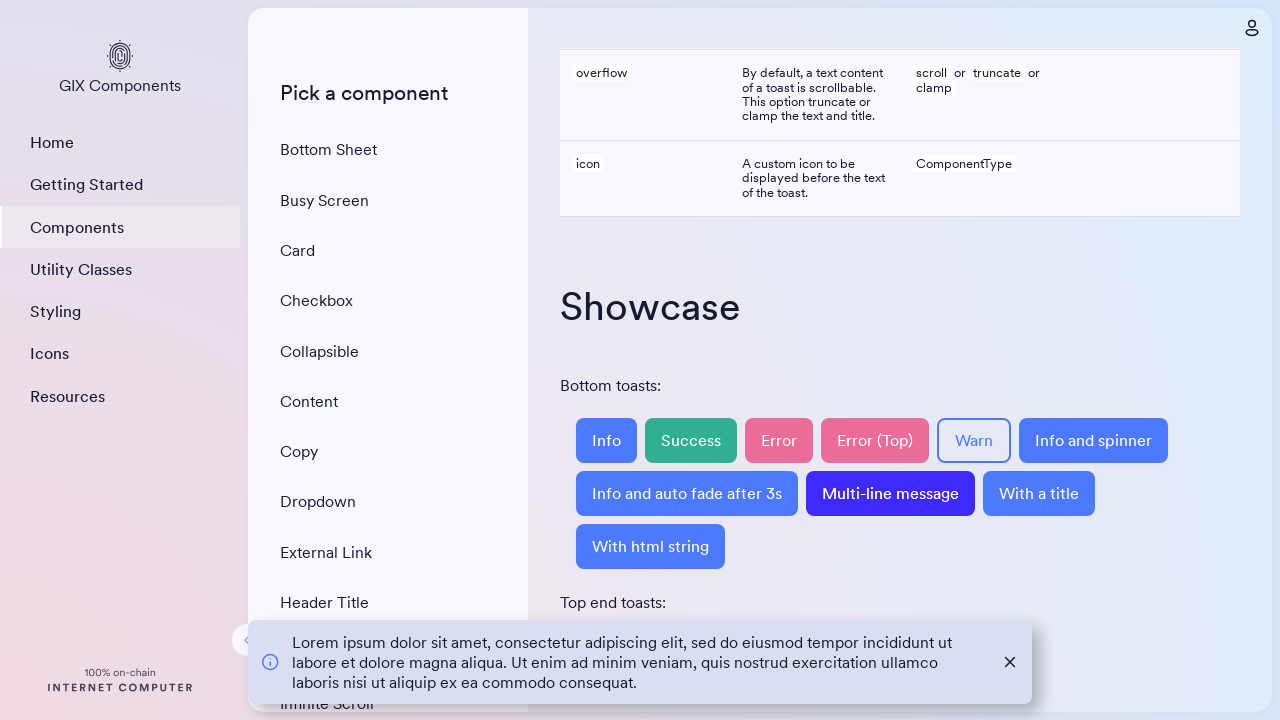 GIX Components
Home
Getting Started
Components
Utility Classes
Styling
Icons
Resources
100% on-chain
INTERNET COMPUTER
Pick a component
Bottom Sheet
Busy Screen
Card
Checkbox
Collapsible
Content
Copy
Dropdown
External Link
Header Title
Infinite Scroll
overflow
By default, a text content
of a toast is scrollable.
This option truncate or
clamp the text and title.
scroll or truncate or
clamp
icon
A custom icon to be
displayed before the text
of the toast.
ComponentType
Showcase
Bottom toasts:
Info
Success
Error
Error (Top)
Warn
Info and spinner
Info and auto fade after 3s
Multi-line message
With a title
With html string
Top end toasts:
Lorem ipsum dolor sit amet, consectetur adipiscing elit, sed do eiusmod tempor incididunt ut
labore et dolore magna aliqua. Ut enim ad minim veniam, quis nostrud exercitation ullamco
laboris nisi ut aliquip ex ea commodo consequat.